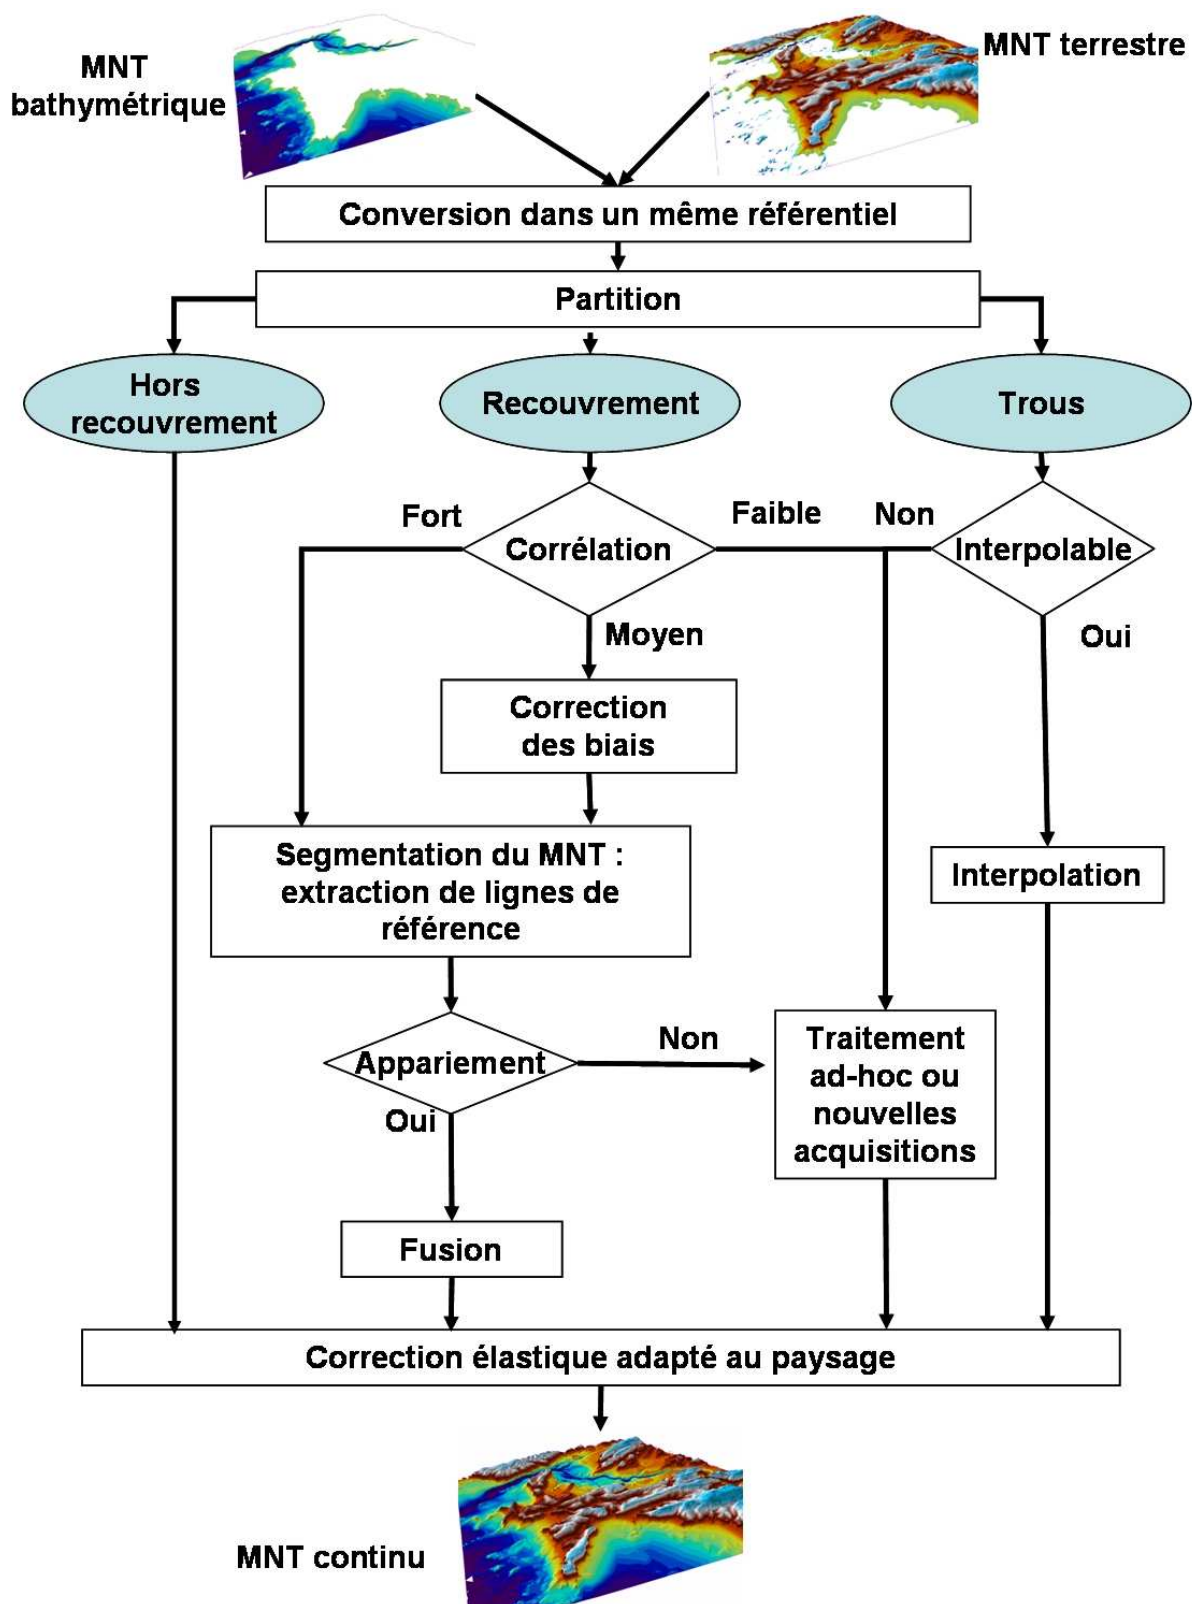 MNT
bathymétrique
MNT terrestre
Conversion dans un même référentiel
Partition
Hors
recouvrement
Recouvrement
Trous
Fort
Corrélation
Faible
Non
Interpolable
Moyen
Oui
Correction
des biais
Segmentation du MNT :
extraction de lignes de
référence
Interpolation
Appariement
Non
Oui
Traitement
ad-hoc ou
nouvelles
acquisitions
Fusion
Correction élastique adapté au paysage
MNT continu